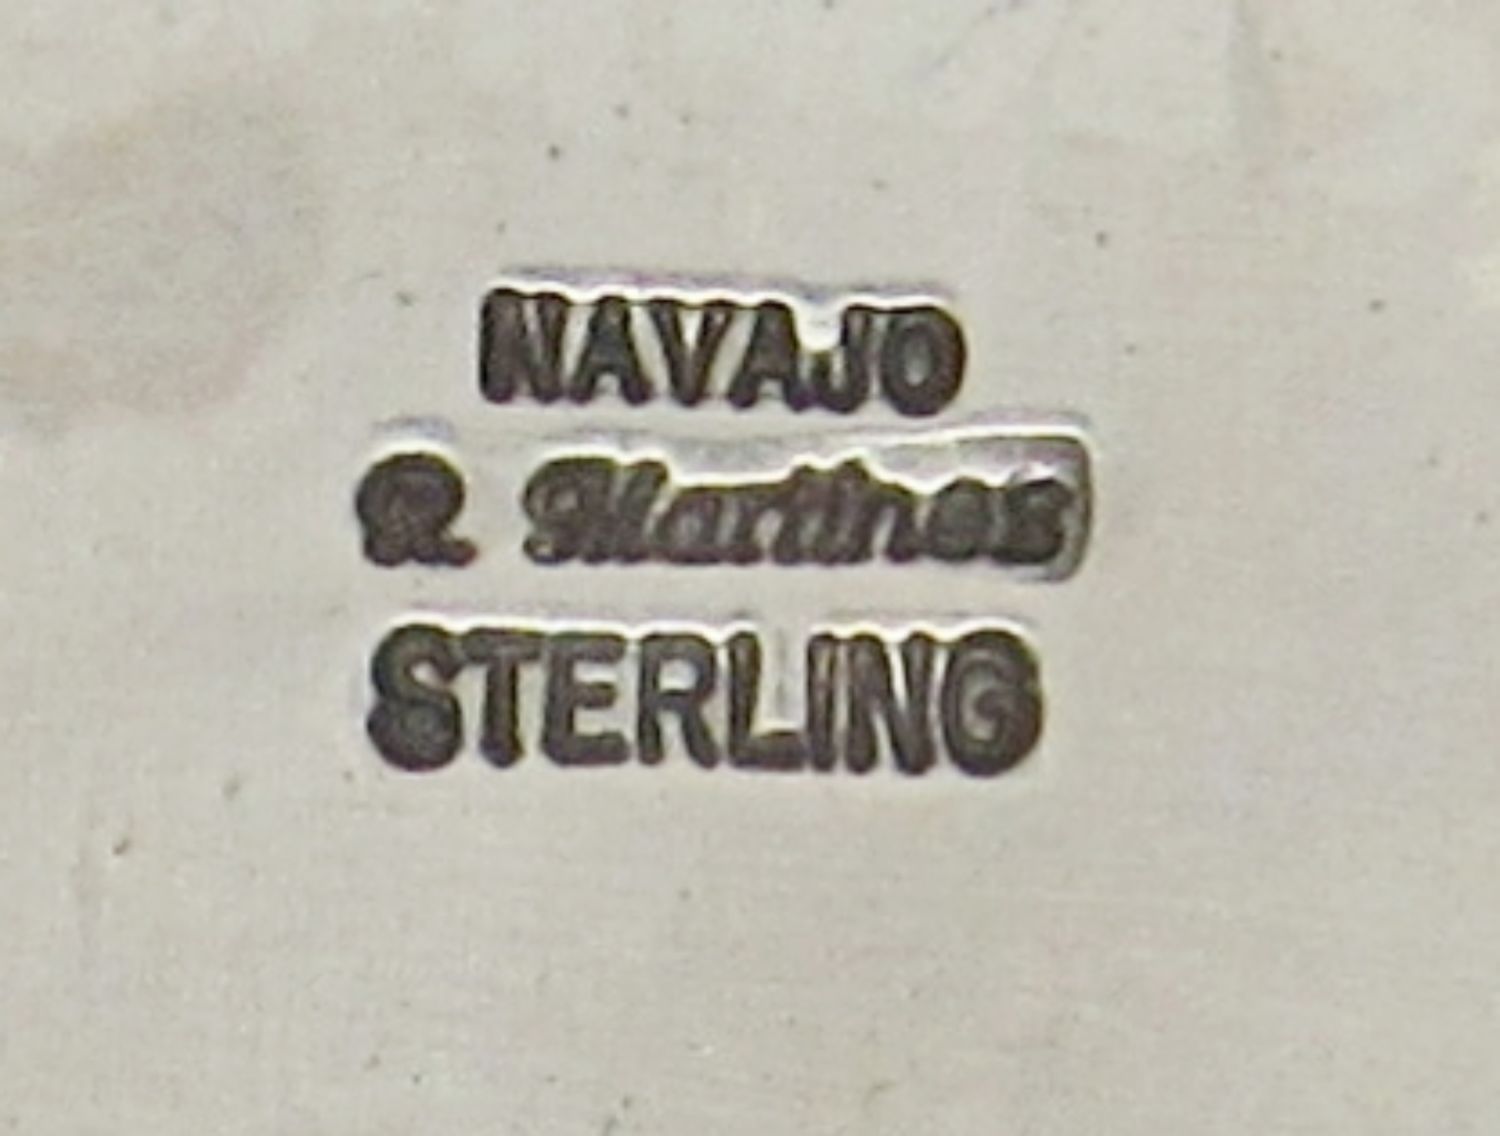 NAVAJO
R. Martinez
STERLING